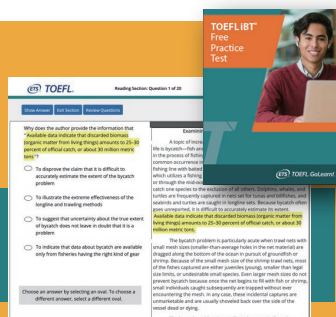 TOEFL iBT®
Free
Practice
Test
ETS TOEFL GoLearn!
ETS TOEFL.
Reading Section: Question 1 of 20
Show Answer
Exit Section
Review Questions
Why does the author provide the information that
"Available data indicate that discarded biomass
(organic matter from living things) amounts to 25–30
percent of official catch, or about 30 million metric
tons."?
To disprove the claim that it is difficult to
accurately estimate the extent of the bycatch
problem
To illustrate the extreme effectiveness of the
longline and trawling methods
To suggest that uncertainty about the true extent
of bycatch does not leave in doubt that it is a
problem
To indicate that data about bycatch are available
only from fisheries having the right kind of gear
Choose an answer by selecting an oval. To choose a
different answer, select a different oval.
Examinin
A topic of increa
life is bycatch—fish and
in the process of fishing
common occurrence in
fishing line with baited
which utilizes a fishing
or through the mid-wa
catch one species to the exclusion of all others. Dolphins, whales, and
turtles are frequently captured in nets set for tunas and billfishes, and
seabirds and turtles are caught in longline sets. Because bycatch often
goes unreported, it is difficult to accurately estimate its extent.
Available data indicate that discarded biomass (organic matter from
living things) amounts to 25–30 percent of official catch, or about 30
million metric tons.
The bycatch problem is particularly acute when trawl nets with
small mesh sizes (smaller-than-average holes in the net material) are
dragged along the bottom of the ocean in pursuit of groundfish or
shrimp. Because of the small mesh size of the shrimp trawl nets, most
of the fishes captured are either juveniles (young), smaller than legal
size limits, or undesirable small species. Even larger mesh sizes do not
prevent bycatch because once the net begins to fill with fish or shrimp,
small individuals caught subsequently are trapped without ever
encountering the mesh. In any case, these incidental captures are
unmarketable and are usually shoveled back over the side of the
vessel dead or dying.